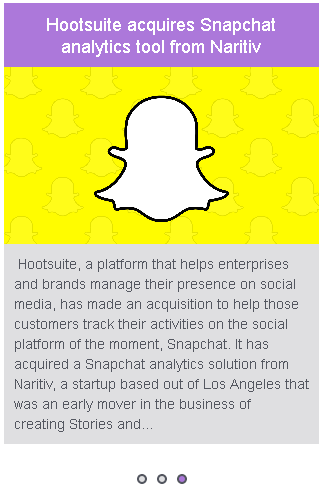 Hootsuite acquires Snapchat
analytics tool from Naritiv
Hootsuite, a platform that helps enterprises
and brands manage their presence on social
media, has made an acquisition to help those
customers track their activities on the social
platform of the moment, Snapchat. It has
acquired a Snapchat analytics solution from
Naritiv, a startup based out of Los Angeles that
was an early mover in the business of
creating Stories and...